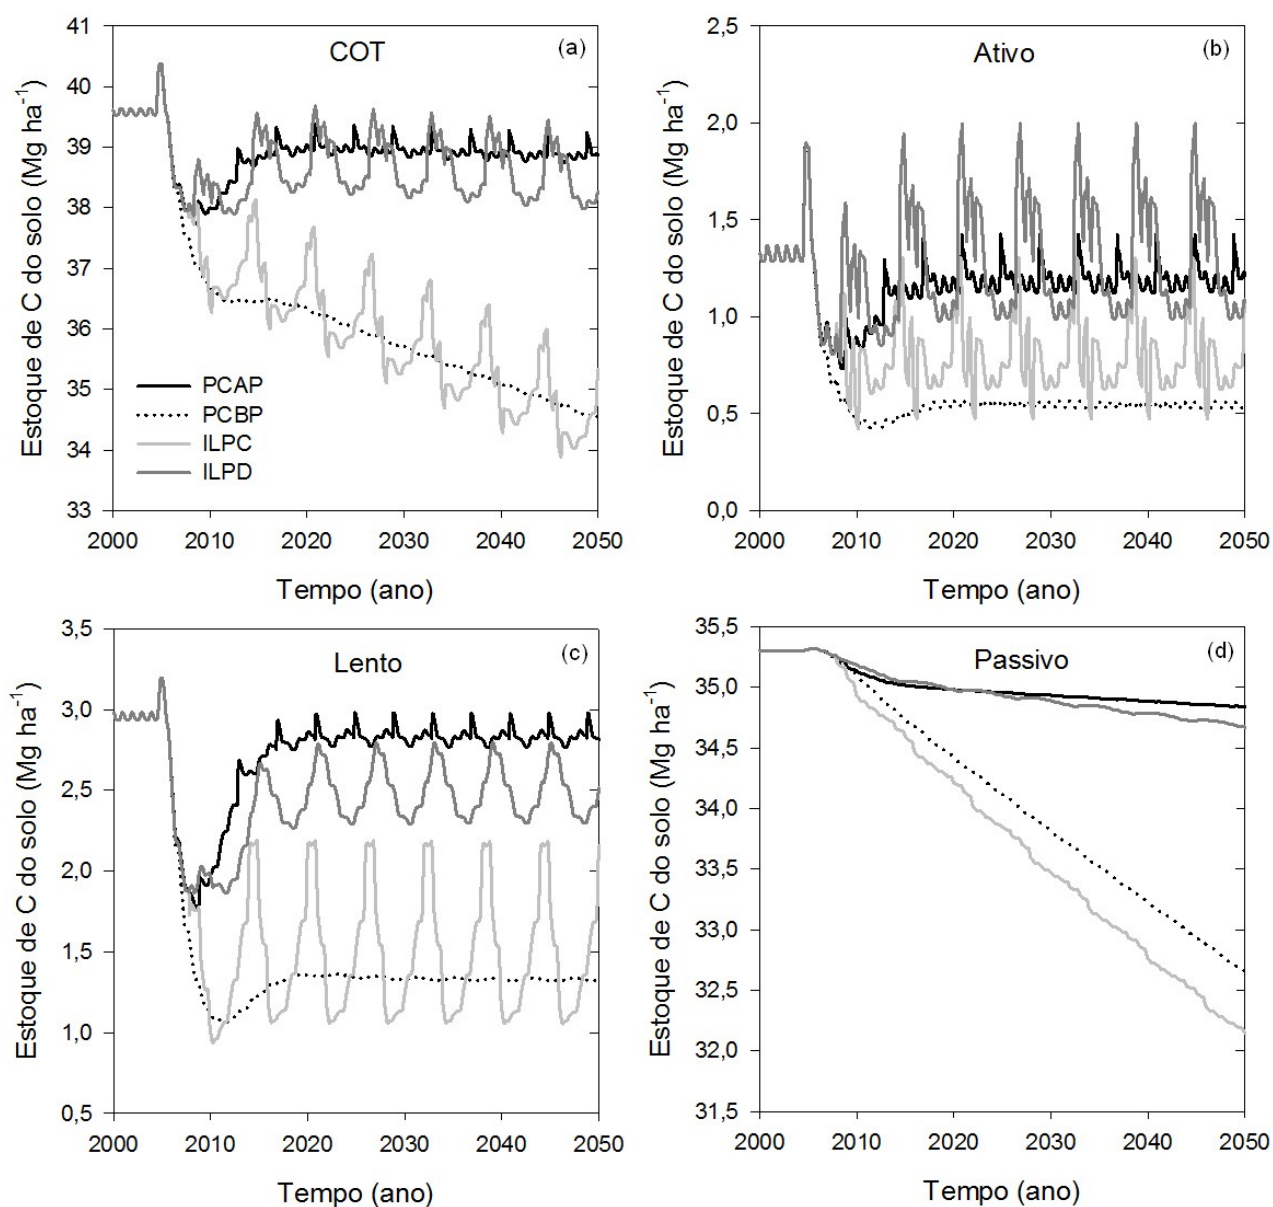 COT
(a)
Estoque de C do solo (Mg ha⁻¹)
41
40
39
38
37
36
35
34
33
PCAP
PCBP
ILPC
ILPD
2000 2010 2020 2030 2040 2050
Tempo (ano)
Ativo
(b)
Estoque de C do solo (Mg ha⁻¹)
2,5
2,0
1,5
1,0
0,5
0,0
2000 2010 2020 2030 2040 2050
Tempo (ano)
Lento
(c)
Estoque de C do solo (Mg ha⁻¹)
3,5
3,0
2,5
2,0
1,5
1,0
0,5
2000 2010 2020 2030 2040 2050
Tempo (ano)
Passivo
(d)
Estoque de C do solo (Mg ha⁻¹)
35,5
35,0
34,5
34,0
33,5
33,0
32,5
32,0
31,5
2000 2010 2020 2030 2040 2050
Tempo (ano)